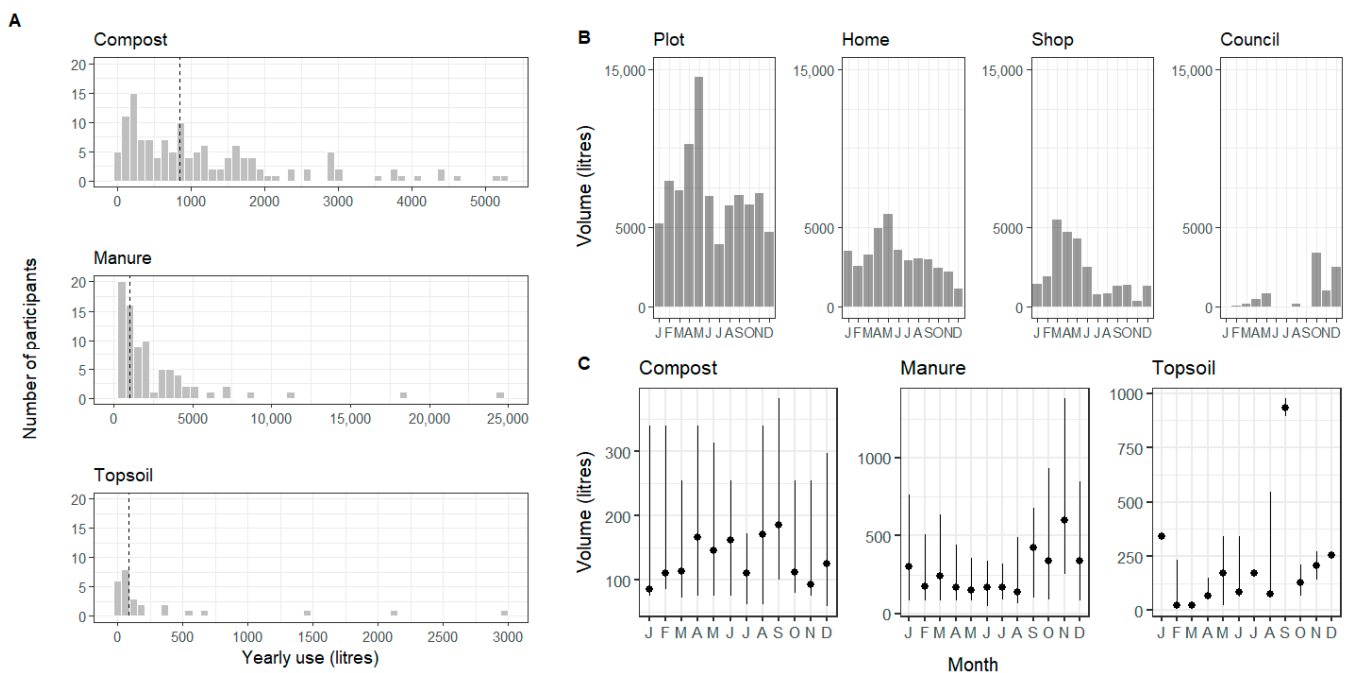 A
Compost
20
15
10
5
0
0 1000 2000 3000 4000 5000
Manure
20
15
10
5
0
0 5000 10,000 15,000 20,000 25,000
Topsoil
20
15
10
5
0
0 500 1000 1500 2000 2500 3000
Number of participants
Yearly use (litres)
B
Plot Home Shop Council
Volume (litres)
15,000 15,000 15,000 15,000
5000 5000 5000 5000
0 0 0 0
J F M A M J J A S O N D J F M A M J J A S O N D J F M A M J J A S O N D J F M A M J J A S O N D
C
Compost Manure Topsoil
Volume (litres)
300
200
100
J F M A M J J A S O N D
1000
500
0
J F M A M J J A S O N D
1000
750
500
250
0
J F M A M J J A S O N D
Month